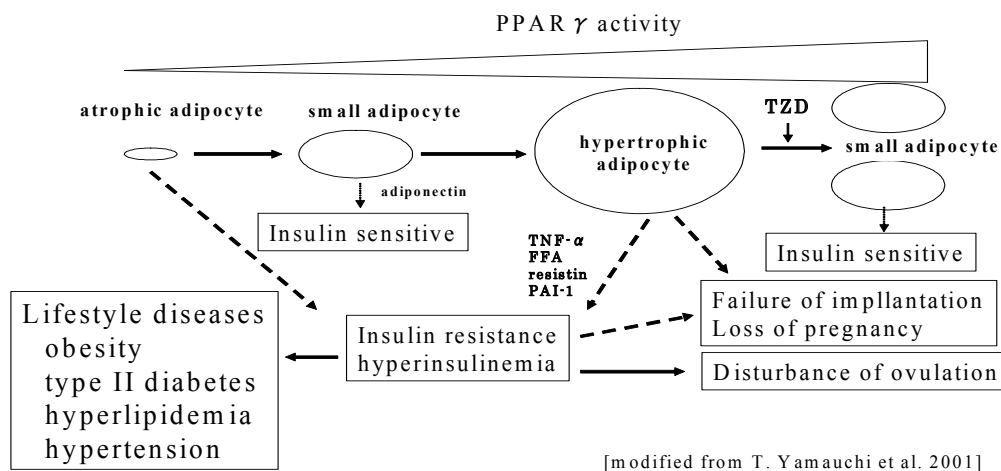 PPAR γ activity
atrophic adipocyte
small adipocyte
hypertrophic
adipocyte
TZD
small adipocyte
adiponectin
Insulin sensitive
TNF-α
FFA
resistin
PAI-1
Insulin sensitive
Lifestyle diseases
obesity
type II diabetes
hyperlipidemia
hypertension
Insulin resistance
hyperinsulinemia
Failure of impllantation
Loss of pregnancy
Disturbance of ovulation
[modified from T. Yamauchi et al. 2001]